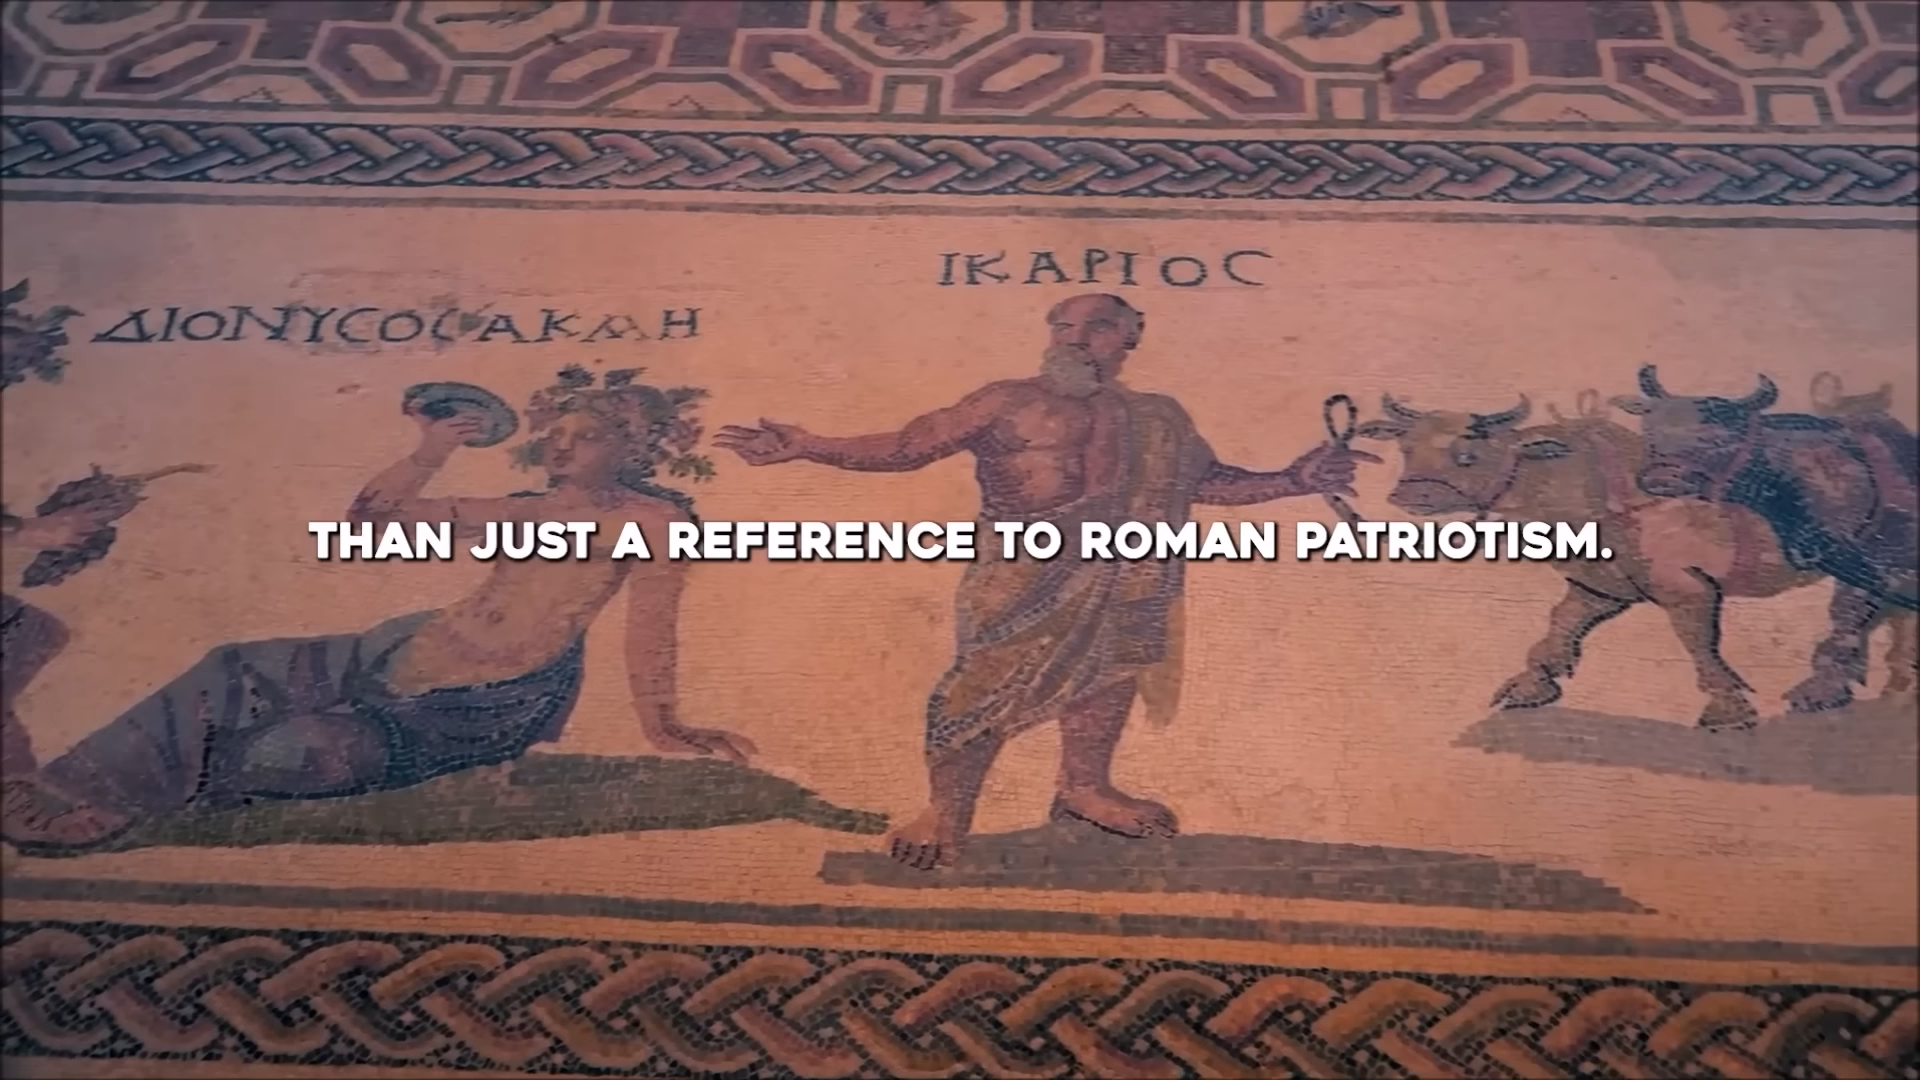 ΙΚΑΡΙΟϹ
ΔΙΟΝΥϹΟϹ ΑΚΜΗ
THAN JUST A REFERENCE TO ROMAN PATRIOTISM.